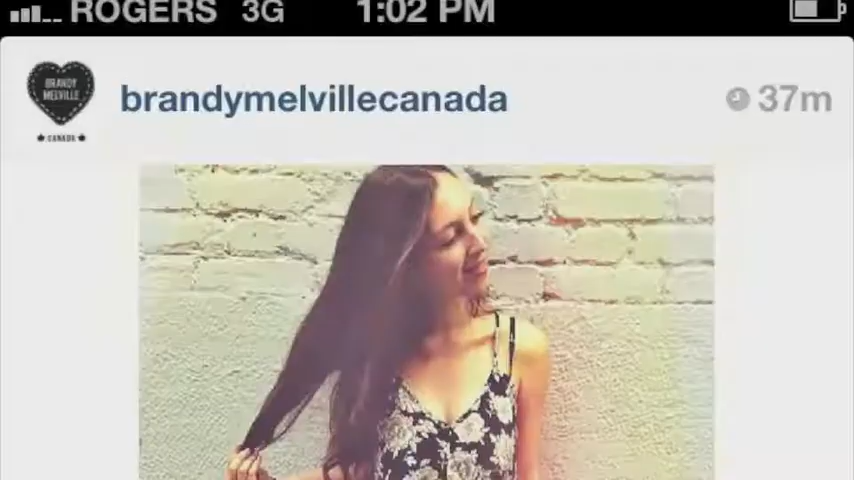 ROGERS 3G 1:02 PM
BRANDY
MELVILLE
CANADA
brandymelvillecanada
37m